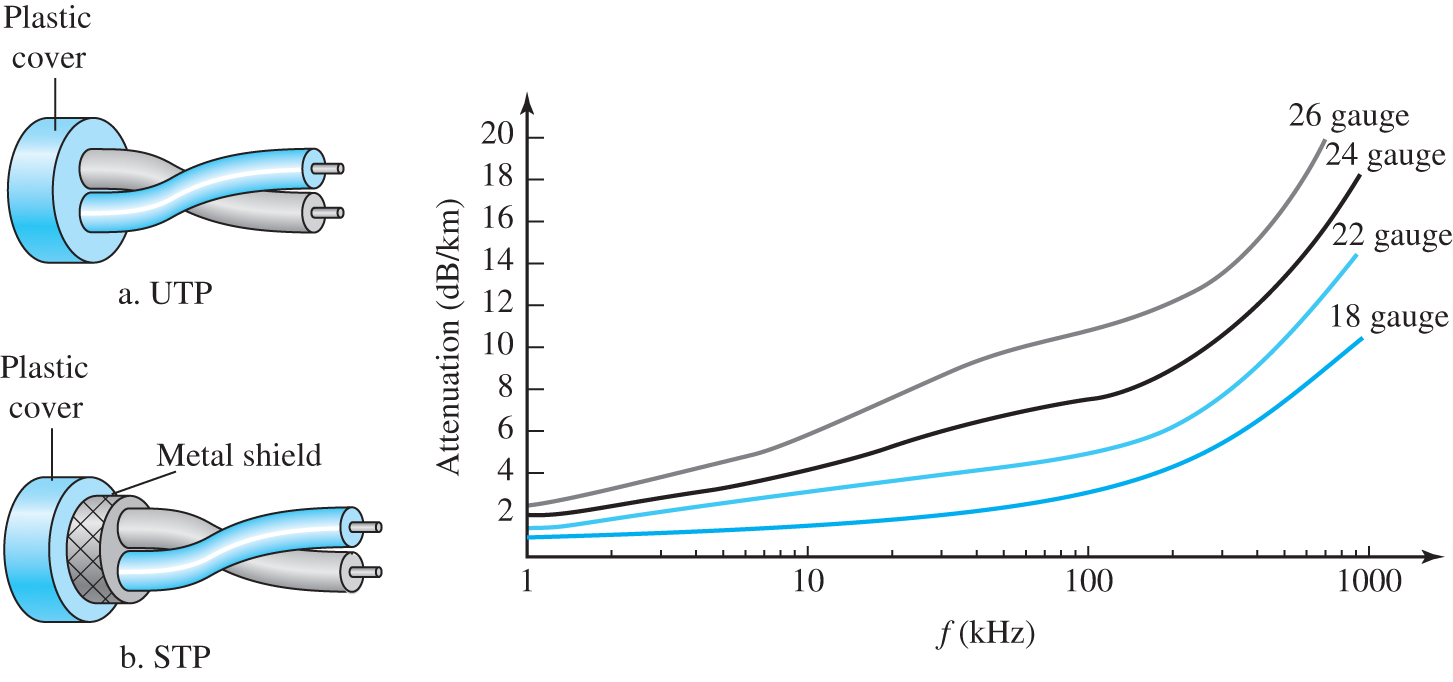 Plastic
cover
a. UTP
Plastic
cover
Metal shield
b. STP
Attenuation (dB/km)
20
18
16
14
12
10
8
6
4
2
1
10
100
1000
f (kHz)
26 gauge
24 gauge
22 gauge
18 gauge